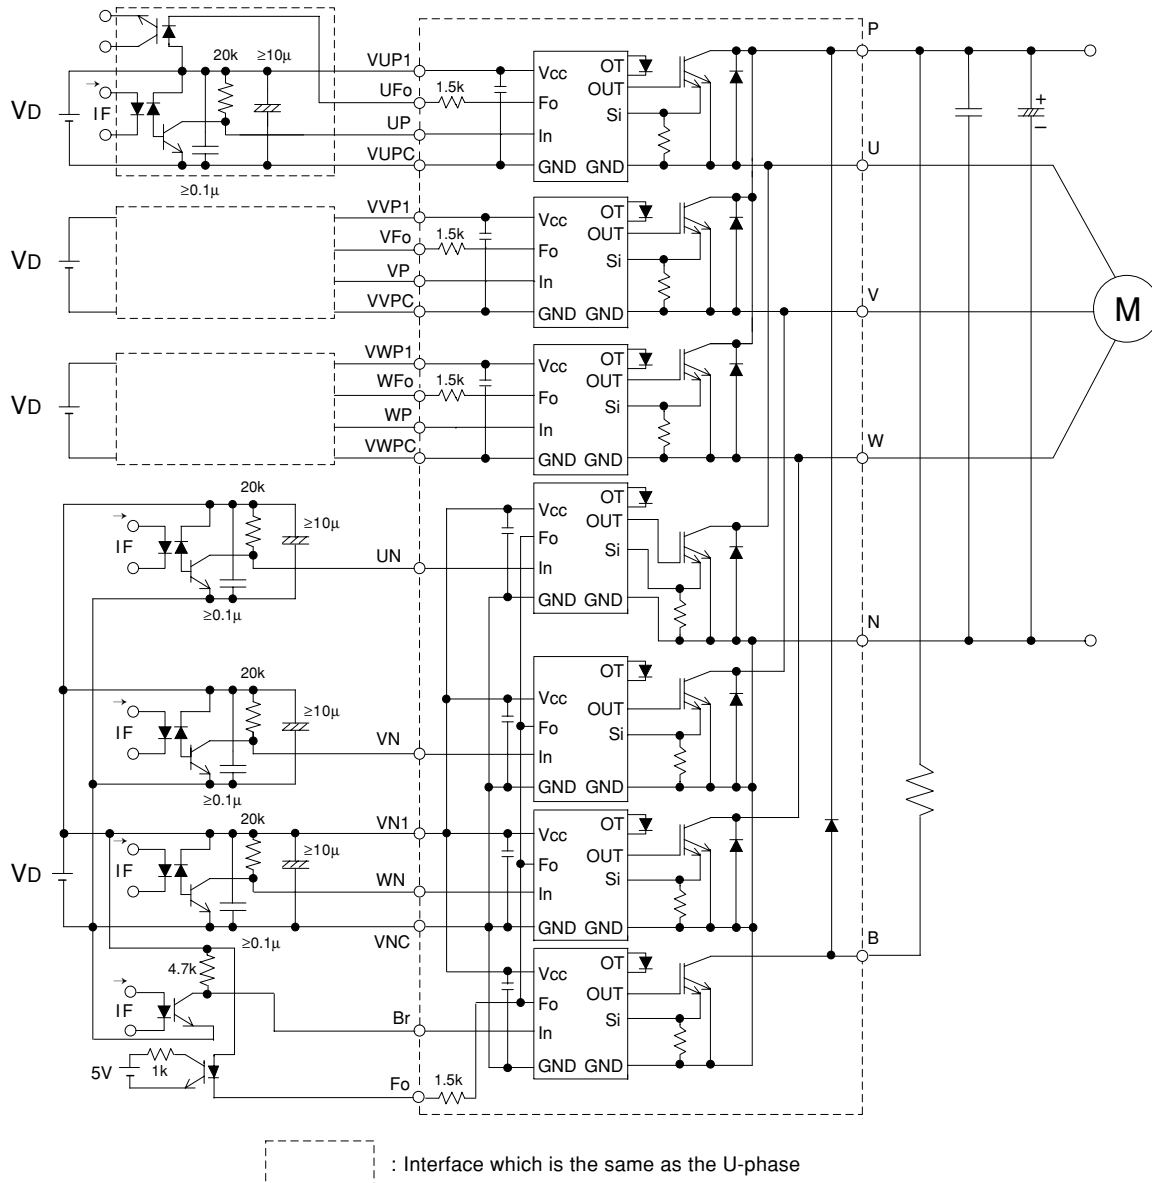 P
20k
≥10µ
VUP1
Vcc
OT
OUT
UFo
1.5k
Fo
Si
VD
IF
UP
In
+
–
VUPC
GND GND
U
≥0.1µ
VVP1
Vcc
OT
OUT
VFo
1.5k
Fo
Si
VD
VP
In
VVPC
GND GND
V
M
VWP1
Vcc
OT
OUT
WFo
1.5k
Fo
Si
VD
WP
In
VWPC
GND GND
W
20k
≥10µ
IF
UN
Vcc
OT
OUT
Fo
Si
In
GND GND
≥0.1µ
N
20k
≥10µ
IF
VN
Vcc
OT
OUT
Fo
Si
In
GND GND
≥0.1µ
20k
≥10µ
VN1
Vcc
OT
OUT
VD
IF
Fo
Si
WN
In
VNC
GND GND
≥0.1µ
B
4.7k
Vcc
OT
OUT
IF
Fo
Si
Br
In
5V
1k
GND GND
Fo
1.5k
: Interface which is the same as the U-phase